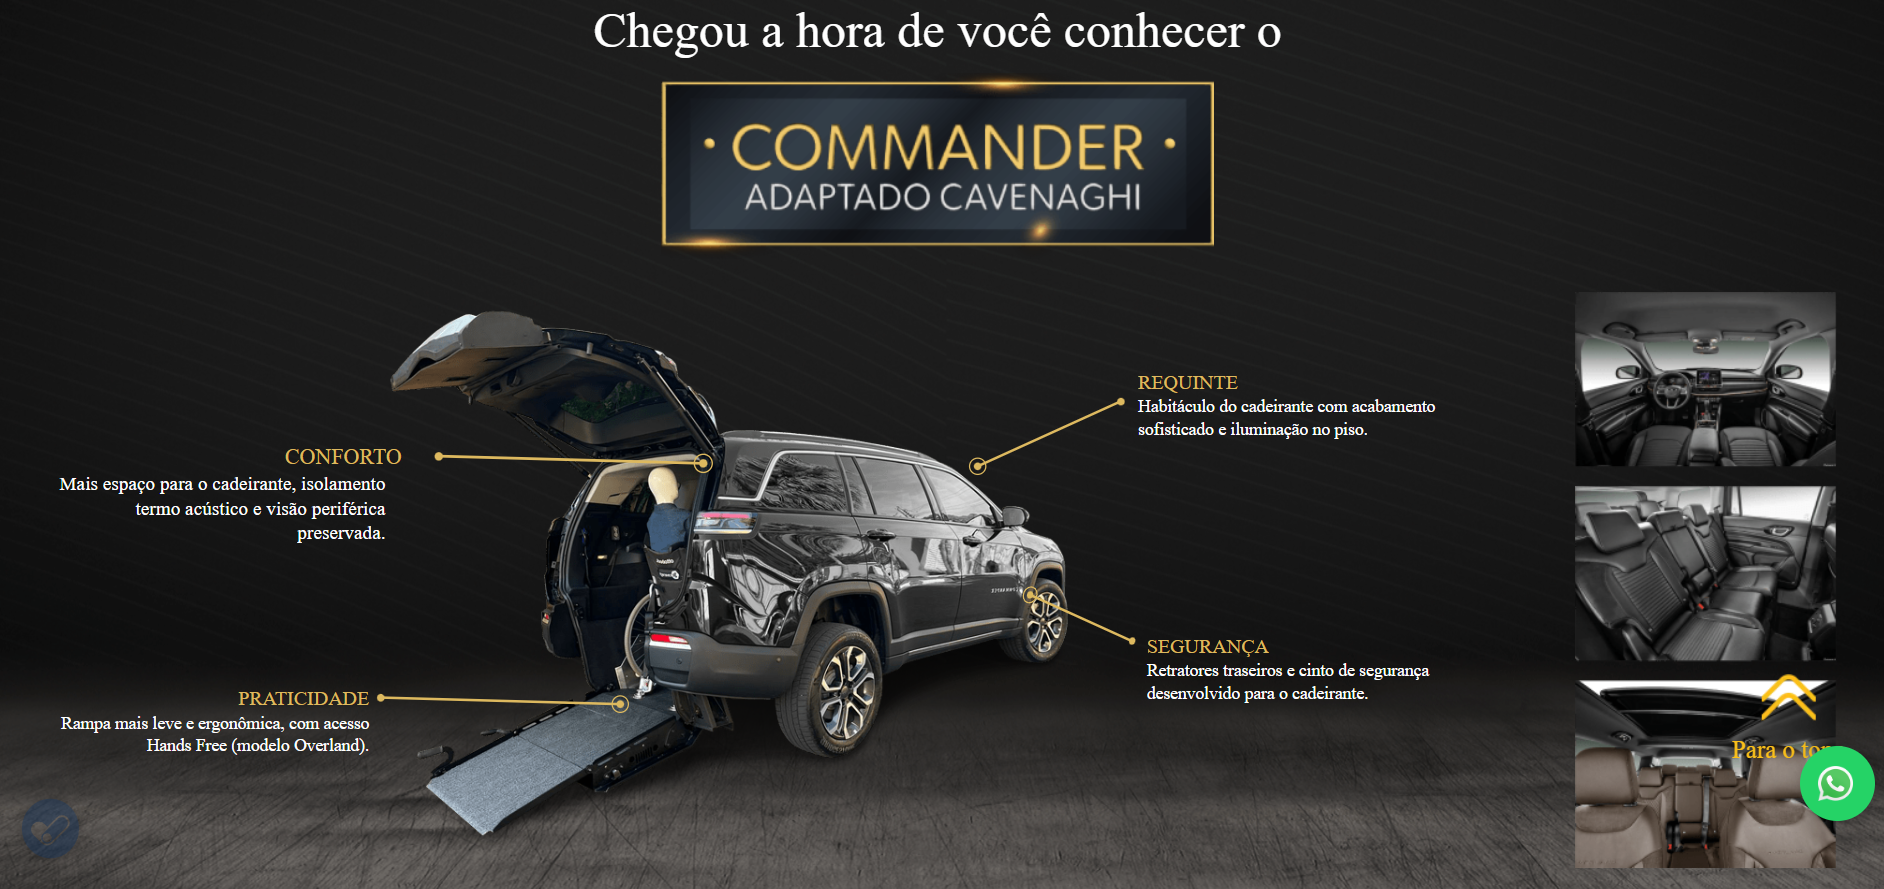 Chegou a hora de você conhecer o
• COMMANDER •
ADAPTADO CAVENAGHI
REQUINTE
Habitáculo do cadeirante com acabamento
sofisticado e iluminação no piso.
CONFORTO
Mais espaço para o cadeirante, isolamento
termo acústico e visão periférica
preservada.
SEGURANÇA
Retratores traseiros e cinto de segurança
desenvolvido para o cadeirante.
PRATICIDADE
Rampa mais leve e ergonômica, com acesso
Hands Free (modelo Overland).
Para o to